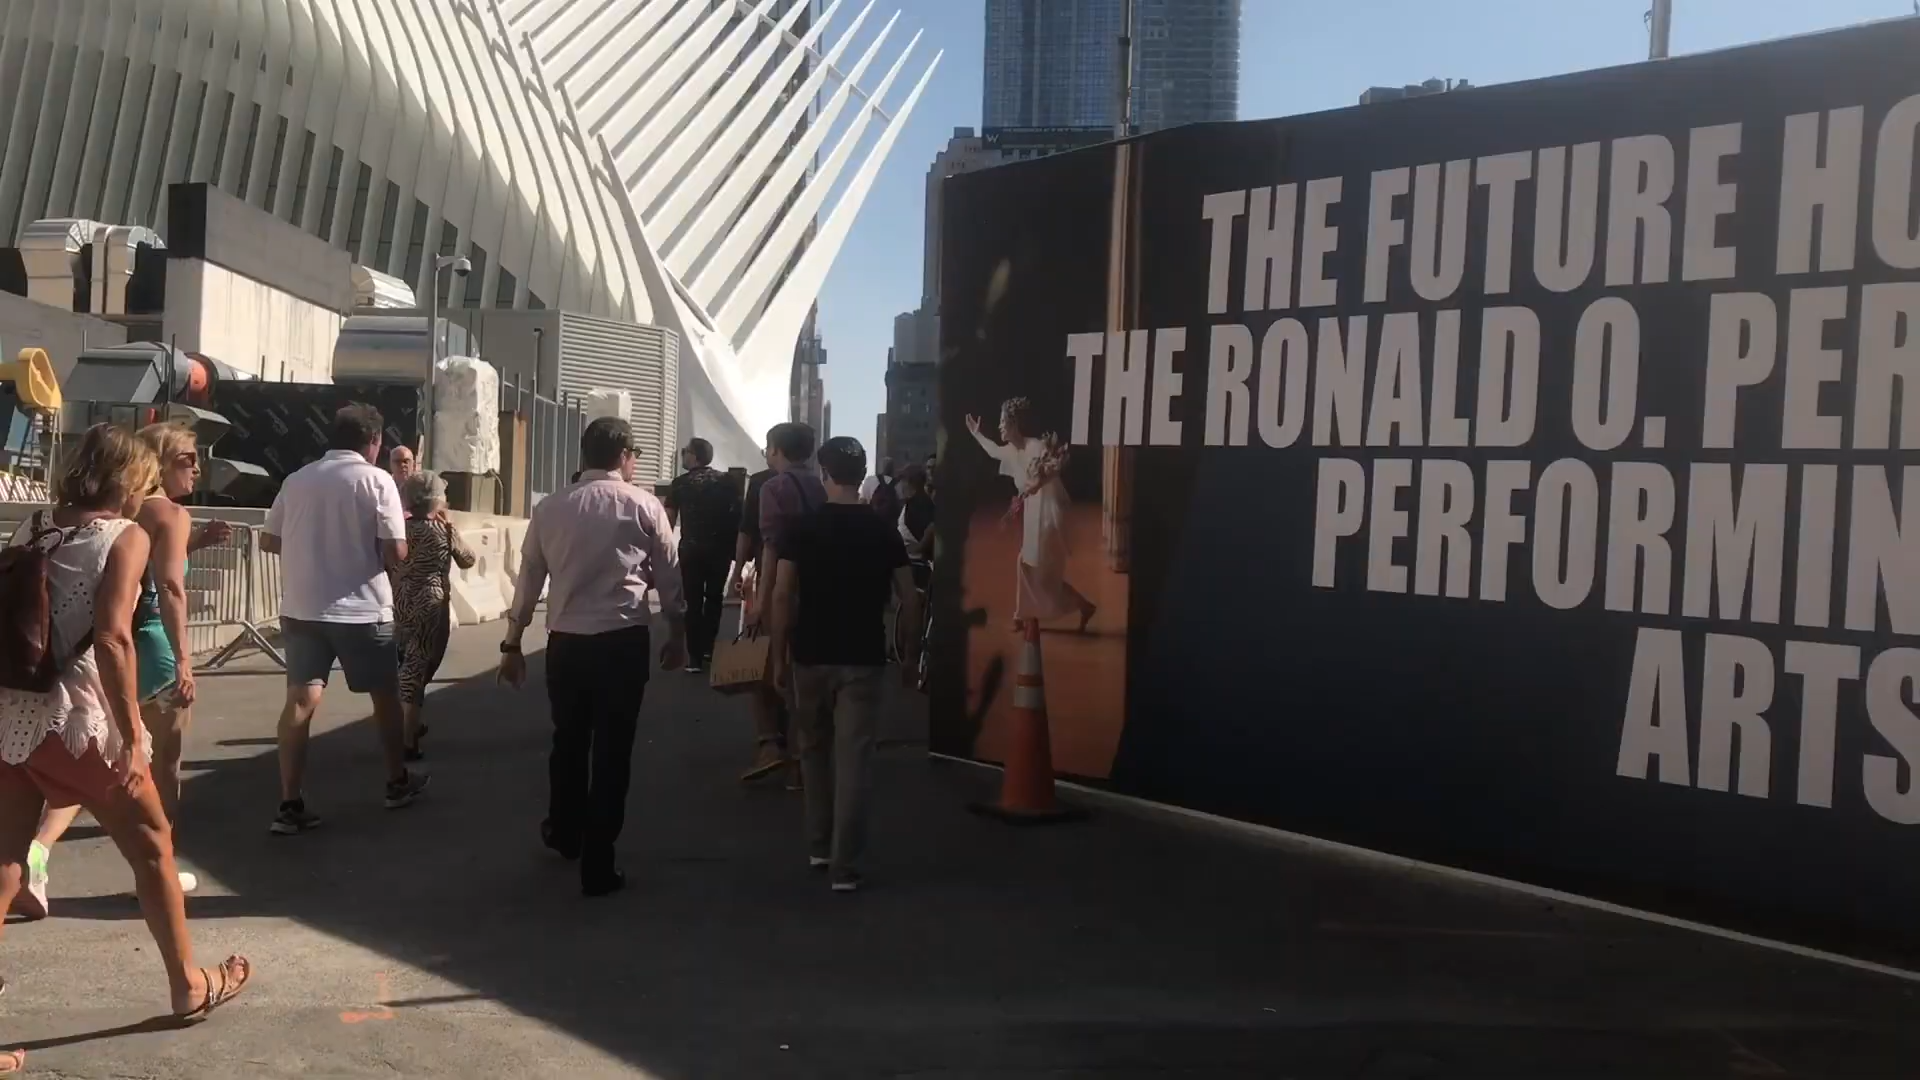 THE FUTURE HO
THE RONALD O. PER
PERFORMIN
ARTS
W